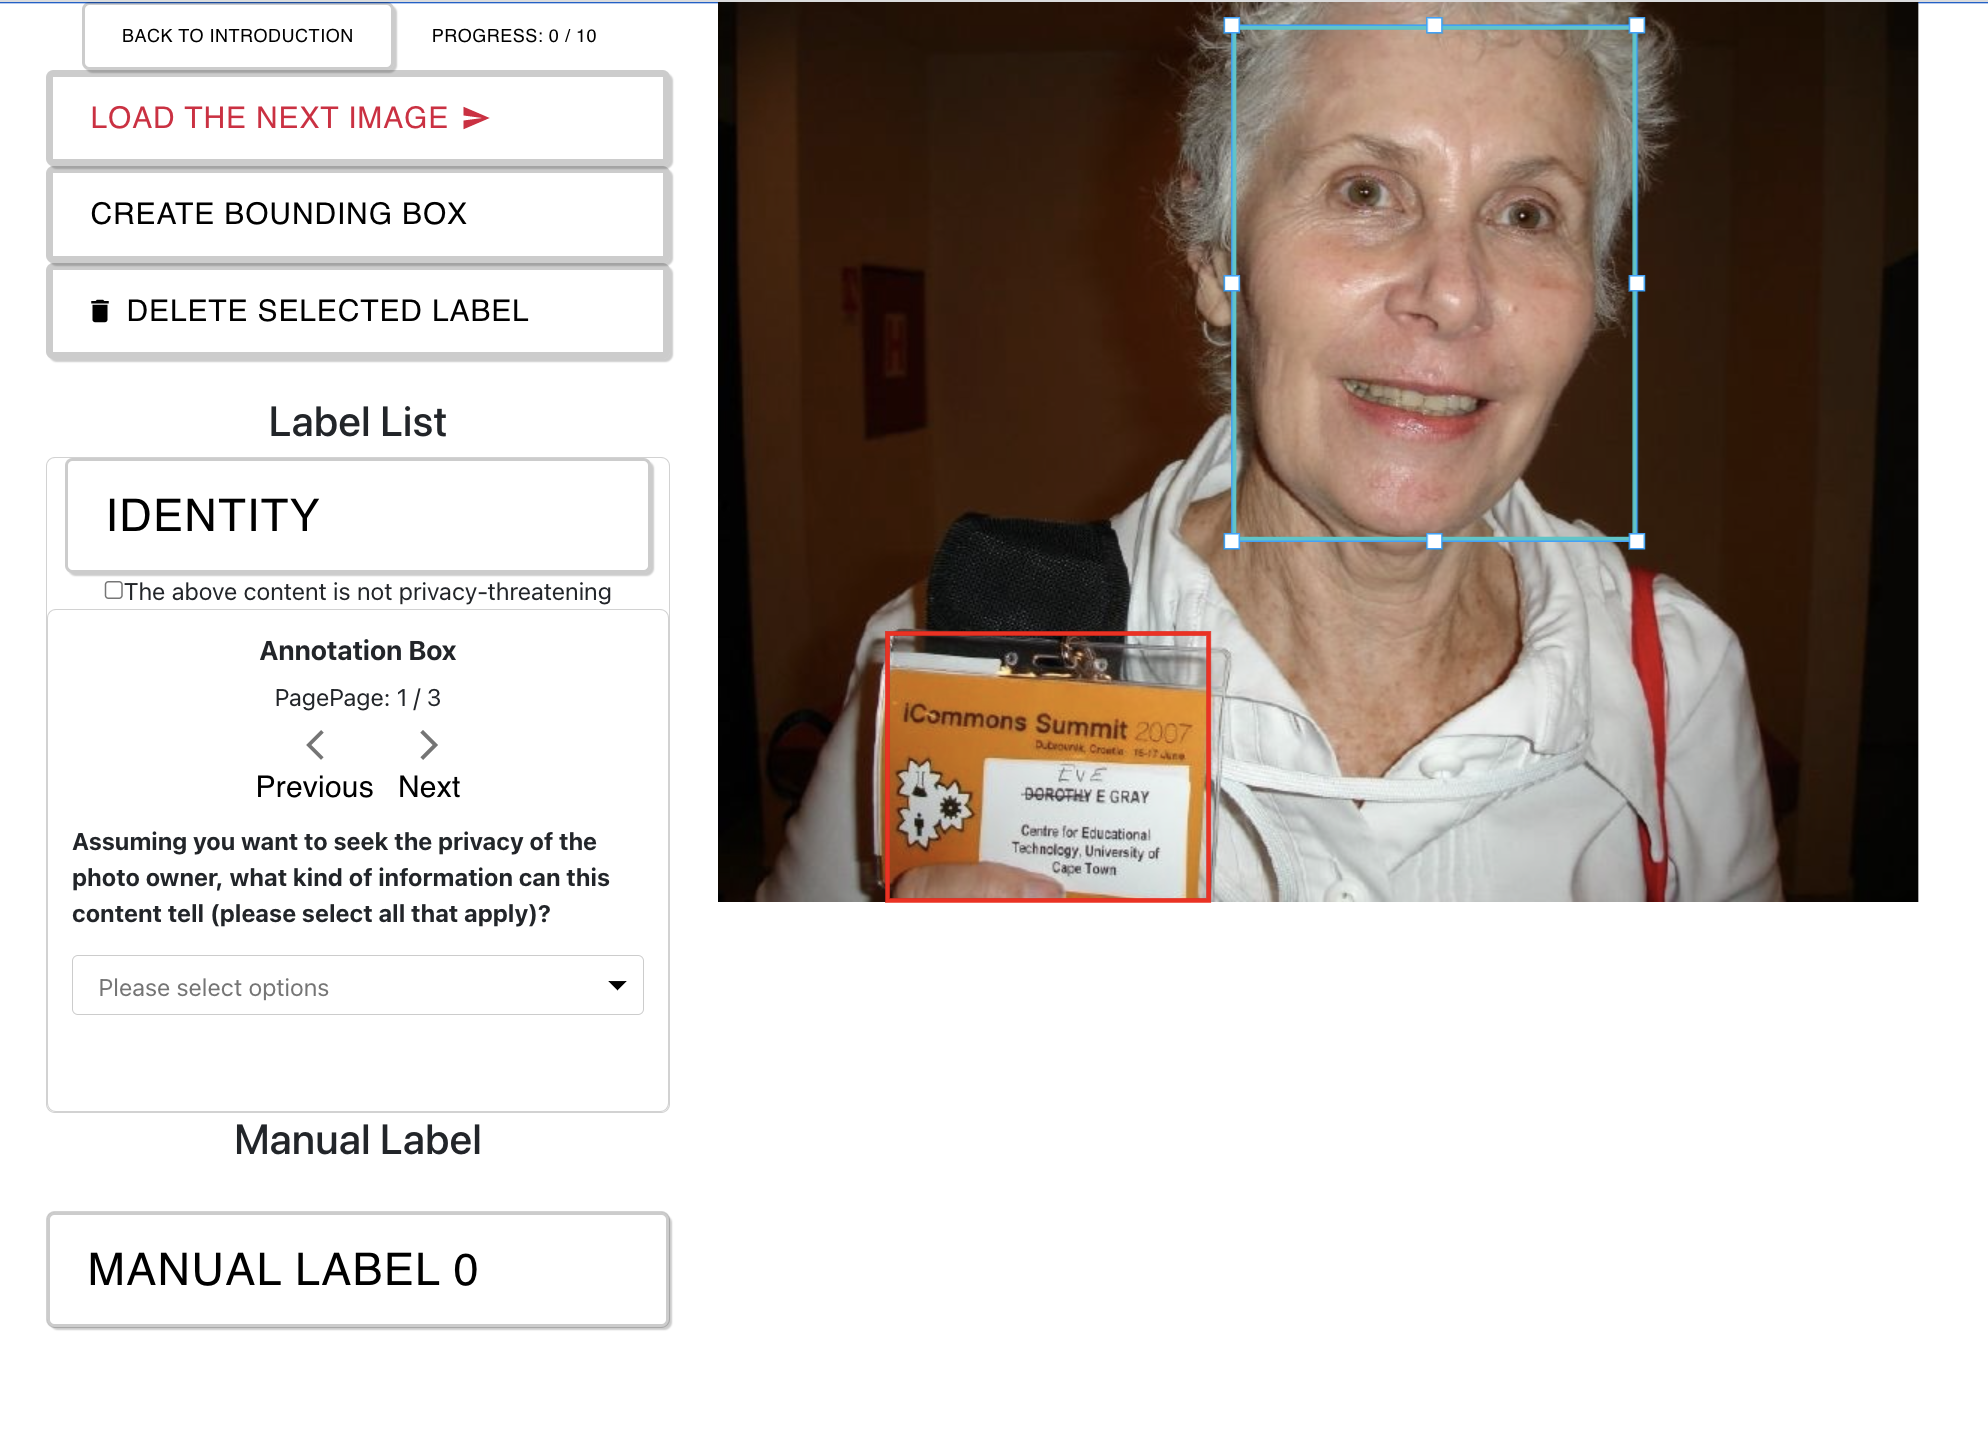 BACK TO INTRODUCTION
PROGRESS: 0 / 10
LOAD THE NEXT IMAGE
CREATE BOUNDING BOX
DELETE SELECTED LABEL
Label List
IDENTITY
The above content is not privacy-threatening
Annotation Box
PagePage: 1 / 3
Previous Next
Assuming you want to seek the privacy of the
photo owner, what kind of information can this
content tell (please select all that apply)?
Please select options
Manual Label
MANUAL LABEL 0
iCommons Summit 2007
Dubrovnik, Croatia 15-17 June
EVE
DOROTHY E GRAY
Centre for Educational
Technology, University of
Cape Town